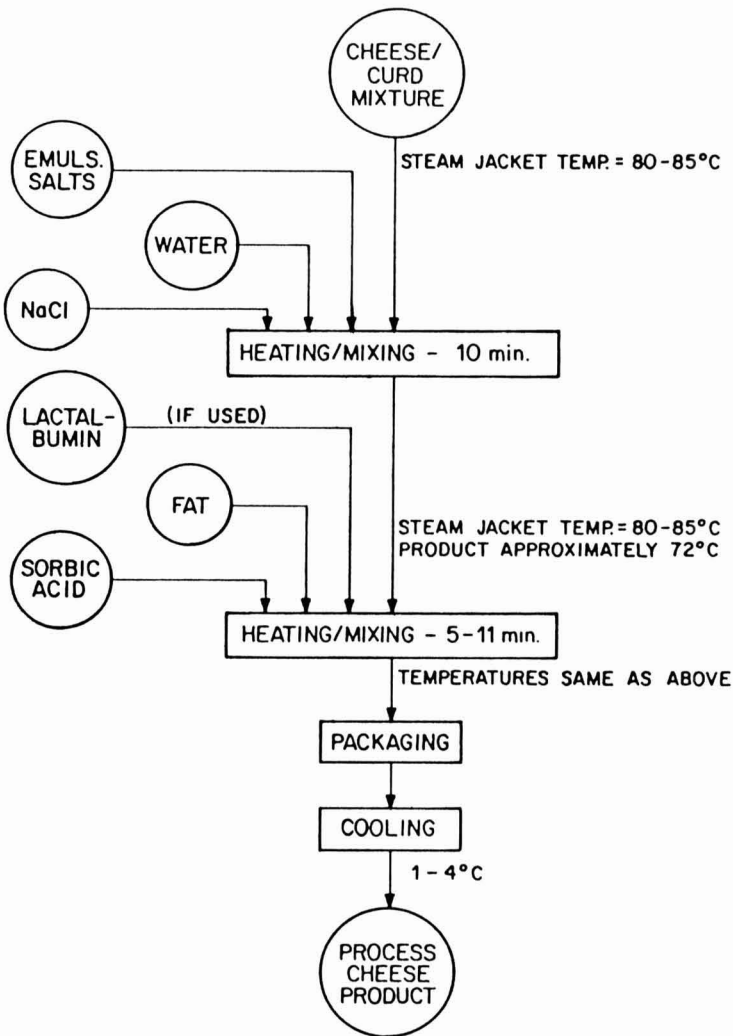 CHEESE/
CURD
MIXTURE
STEAM JACKET TEMP. = 80-85°C
EMULS.
SALTS
WATER
NaCl
HEATING/MIXING - 10 min.
LACTAL-
BUMIN
(IF USED)
FAT
STEAM JACKET TEMP. = 80-85°C
PRODUCT APPROXIMATELY 72°C
SORBIC
ACID
HEATING/MIXING - 5-11 min.
TEMPERATURES SAME AS ABOVE
PACKAGING
COOLING
1-4°C
PROCESS
CHEESE
PRODUCT